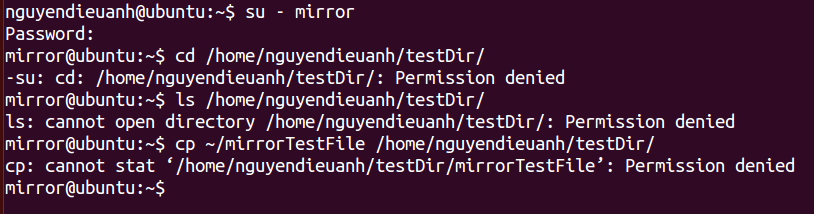 nguyendieuanh@ubuntu:~$ su - mirror
Password:
mirror@ubuntu:~$ cd /home/nguyendieuanh/testDir/
-su: cd: /home/nguyendieuanh/testDir/: Permission denied
mirror@ubuntu:~$ ls /home/nguyendieuanh/testDir/
ls: cannot open directory /home/nguyendieuanh/testDir/: Permission denied
mirror@ubuntu:~$ cp ~/mirrorTestFile /home/nguyendieuanh/testDir/
cp: cannot stat ‘/home/nguyendieuanh/testDir/mirrorTestFile’: Permission denied
mirror@ubuntu:~$